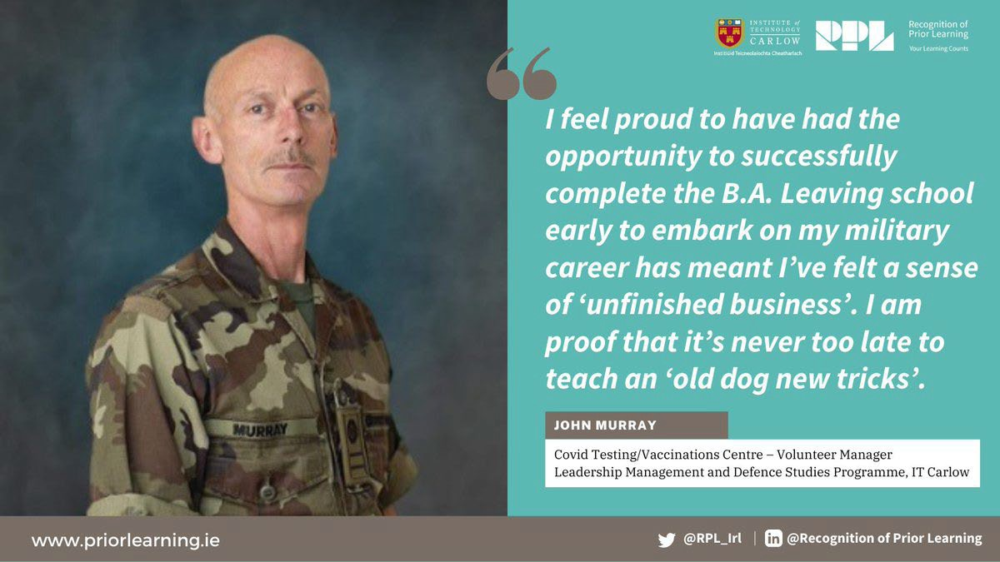 INSTITUTE of
TECHNOLOGY
CARLOW
Institiúid Teicneolaíochta Cheatharlach
RPL
Recognition of
Prior Learning
Your Learning Counts
“
I feel proud to have had the
opportunity to successfully
complete the B.A. Leaving school
early to embark on my military
career has meant I’ve felt a sense
of ‘unfinished business’. I am
proof that it’s never too late to
teach an ‘old dog new tricks’.
MURRAY
JOHN MURRAY
Covid Testing/Vaccinations Centre – Volunteer Manager
Leadership Management and Defence Studies Programme, IT Carlow
www.priorlearning.ie
@RPL_Irl
in @Recognition of Prior Learning